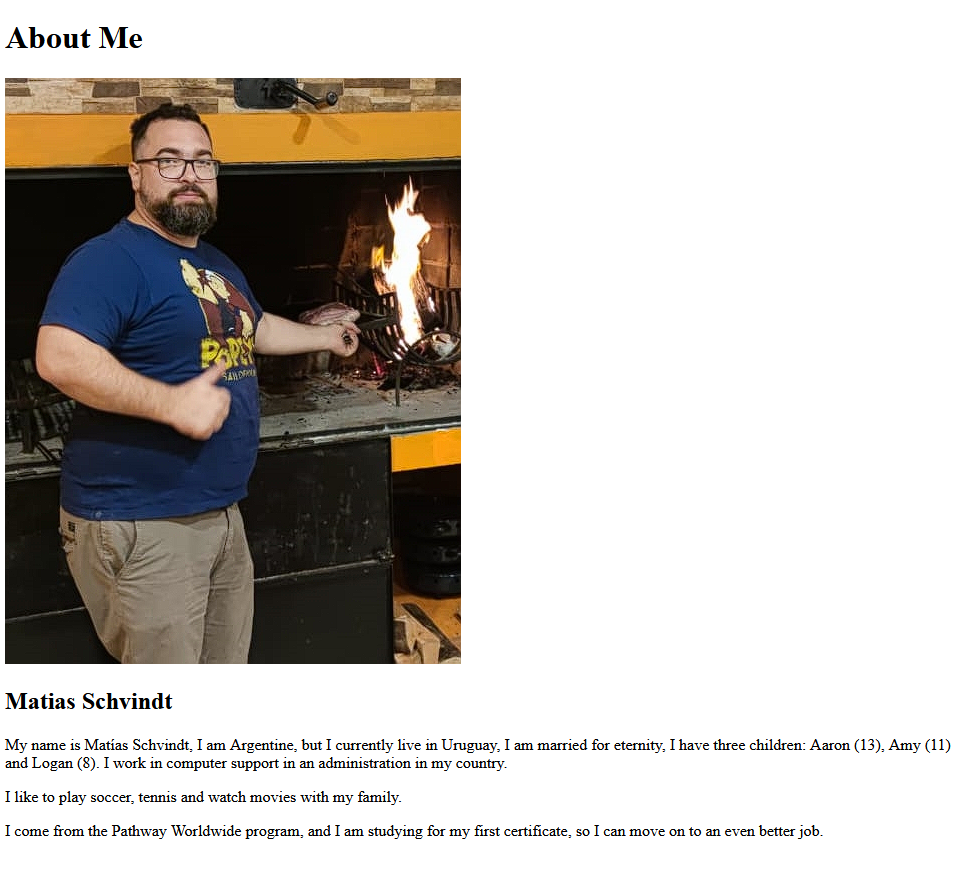 About Me
POPEYE
Matias Schvindt
My name is Matías Schvindt, I am Argentine, but I currently live in Uruguay, I am married for eternity, I have three children: Aaron (13), Amy (11)
and Logan (8). I work in computer support in an administration in my country.
I like to play soccer, tennis and watch movies with my family.
I come from the Pathway Worldwide program, and I am studying for my first certificate, so I can move on to an even better job.